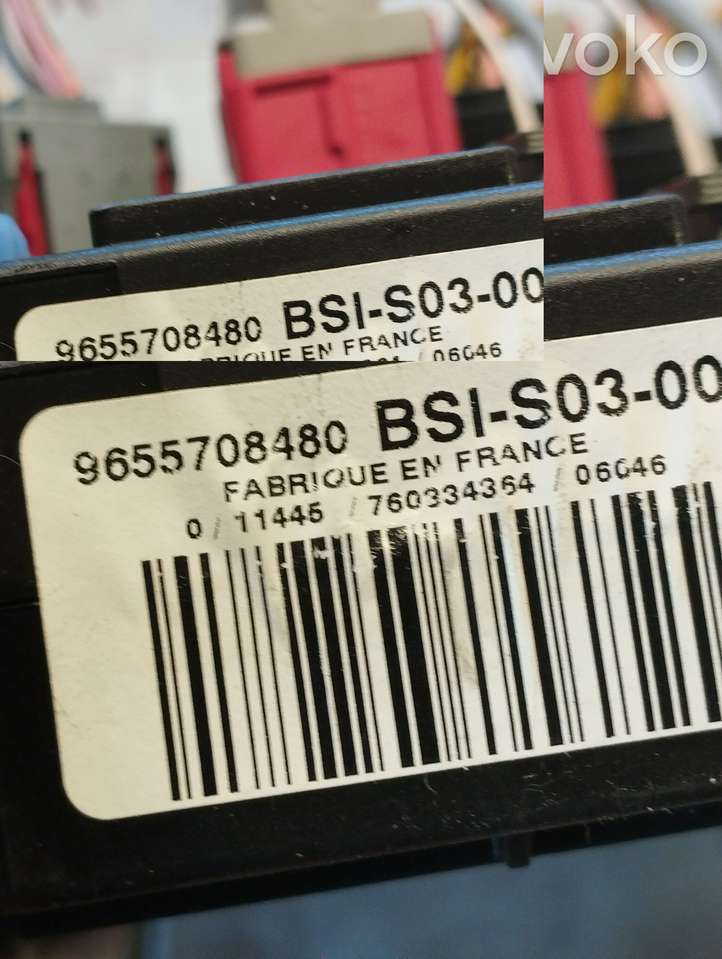 voko
9655708480 BSI-S03-00
FABRIQUE EN FRANCE
06046
9655708480 BSI-S03-00
FABRIQUE EN FRANCE
0 11445 760334364 06046